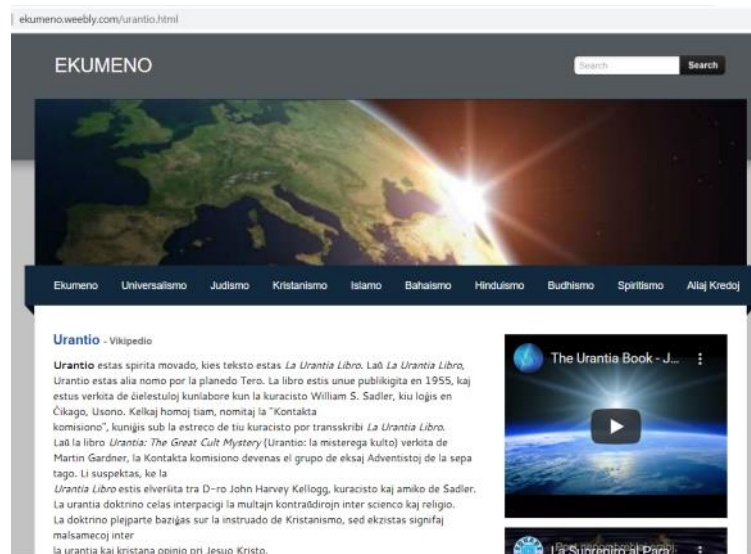 ekumeno.weebly.com/urantio.html
EKUMENO
Search Search
Ekumeno Universalismo Judismo Kristanismo Islamo Bahaismo Hinduismo Budhismo Spiritismo Aliaj Kredoj
Urantio - Vikipedio
Urantio estas spirita movado, kies teksto estas La Urantia Libro. Laŭ La Urantia Libro,
Urantio estas alia nomo por la planedo Tero. La libro estis unue publikigita en 1955, kaj
estus verkita de ĉielestuloj kunlabore kun la kuracisto William S. Sadler, kiu loĝis en
Ĉikago, Usono. Kelkaj homoj tiam, nomitaj la "Kontakta
komisiono", kuniĝis sub la estreco de tiu kuracisto por transskribi La Urantia Libro.
Laŭ la libro Urantia: The Great Cult Mystery (Urantio: la misterega kulto) verkita de
Martin Gardner, la Kontakta komisiono devenas el grupo de eksaj Adventistoj de la sepa
tago. Li suspektas, ke la
Urantia Libro estis elverŝita tra D-ro John Harvey Kellogg, kuracisto kaj amiko de Sadler.
La urantia doktrino celas interpacigi la multajn kontraŭdirojn inter scienco kaj religio.
La doktrino plejparte baziĝas sur la instruado de Kristanismo, sed ekzistas signifaj
malsamecoj inter
la urantia kaj kristana opinio pri Jesuo Kristo.
The Urantia Book - J...
La Supreniro al Para